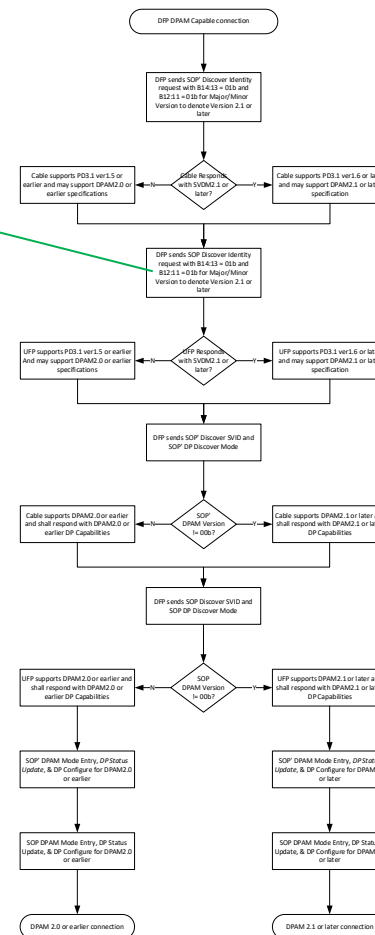 DFP DPAM Capable connection
DFP sends SOP' Discover Identity
request with B14:13 = 01b and
B12:11 = 01b for Major/Minor
Version to denote Version 2.1 or
later
Cable supports PD3.1 ver1.5 or
earlier and may support DPAM2.0 or
earlier specifications
N
Cable Responds
with SVDM2.1 or
later?
Y
Cable supports PD3.1 ver1.6 or
and may support DPAM2.1 or
specification
DFP sends SOP Discover Identity
request with B14:13 = 01b and
B12:11 = 01b for Major/Minor
Version to denote Version 2.1 or
later
UFP supports PD3.1 ver1.5 or earlier
And may support DPAM2.0 or earlier
specifications
N
UFP Responds
with SVDM2.1 or
later?
Y
UFP supports PD3.1 ver1.6 or
and may support DPAM2.1 or
specification
DFP sends SOP' Discover SVID and
SOP' DP Discover Mode
Cable supports DPAM2.0 or earlier
and shall respond with DPAM2.0 or
earlier DP Capabilities
N
SOP'
DPAM Version
!= 00b?
Y
Cable supports DPAM2.1 or later
shall respond with DPAM2.1 or
DP Capabilities
DFP sends SOP Discover SVID and
SOP DP Discover Mode
UFP supports DPAM2.0 or earlier and
shall respond with DPAM2.0 or
earlier DP Capabilities
N
SOP
DPAM Version
!= 00b?
Y
UFP supports DPAM2.1 or later
shall respond with DPAM2.1 or
DP Capabilities
SOP' DPAM Mode Entry, DP Status
Update, & DP Configure for DPAM2.0
or earlier
SOP' DPAM Mode Entry, DP
Update, & DP Configure for
or later
SOP DPAM Mode Entry, DP Status
Update, & DP Configure for DPAM2.0
or earlier
SOP DPAM Mode Entry, DP
Update, & DP Configure for
or later
DPAM 2.0 or earlier connection
DPAM 2.1 or later connection